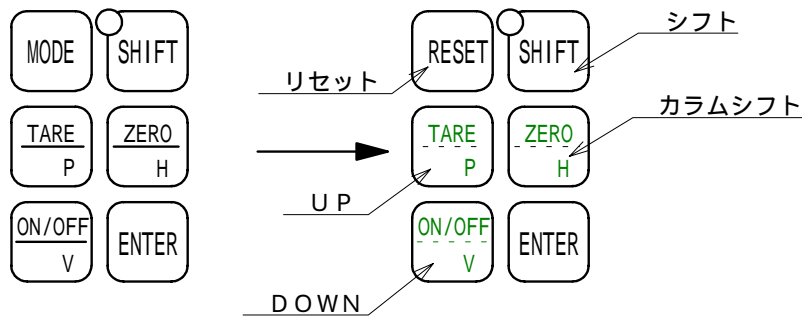 MODE
SHIFT
TARE
P
ZERO
H
ON/OFF
V
ENTER
RESET
SHIFT
シフト
リセット
TARE
P
ZERO
H
カラムシフト
UP
ON/OFF
V
ENTER
DOWN